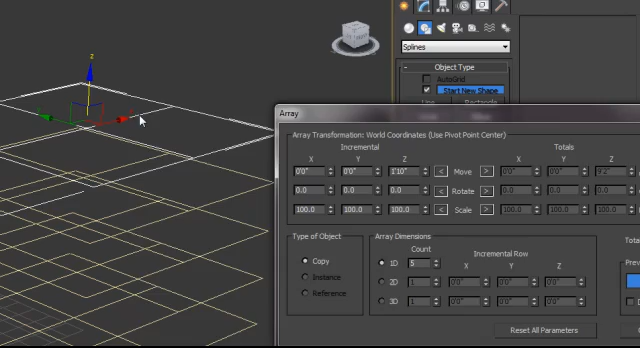 Splines
- Object Type
AutoGrid
Start New Shape
Line Rectangle
z
Array
Array Transformation: World Coordinates (Use Pivot Point Center)
Incremental Totals
X Y Z X Y Z
0'0" 0'0" 1'10" < Move > 0'0" 0'0" 9'2"
0.0 0.0 0.0 < Rotate > 0.0 0.0 0.0
100.0 100.0 100.0 < Scale > 100.0 100.0 100.0
Type of Object Array Dimensions
Count Incremental Row
X Y Z
Copy 1D 5
Instance 2D 1 0'0" 0'0" 0'0"
Reference 3D 1 0'0" 0'0" 0'0"
Reset All Parameters